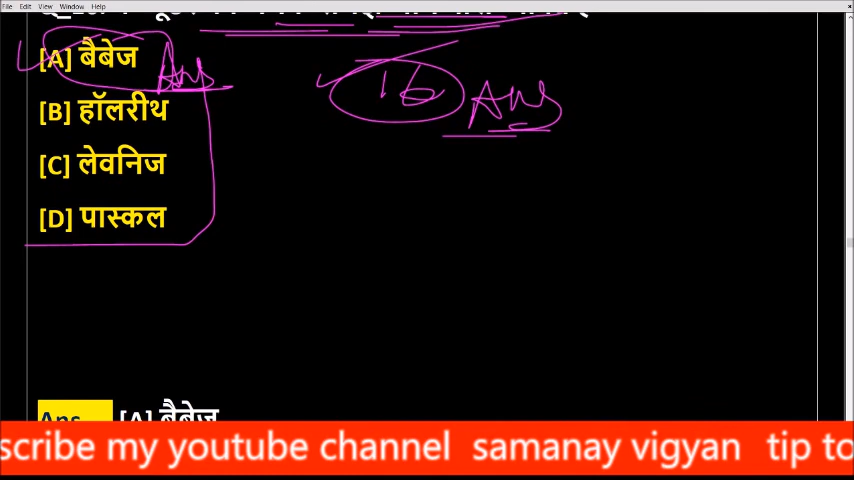 File Edit View Window Help
[A] बैबेज Ans
16 Ans
[B] हॉलरीथ
[C] लेवनिज
[D] पास्कल
Ans [A] बैबेज
scribe my youtube channel samanay vigyan tip to